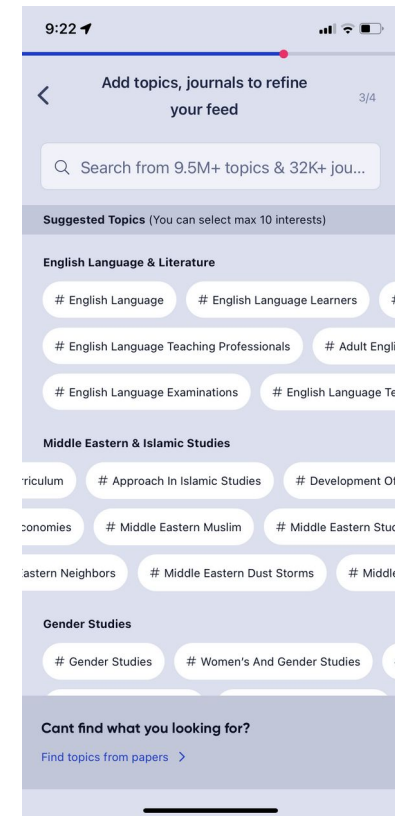 9:22
Add topics, journals to refine
your feed
3/4
Search from 9.5M+ topics & 32K+ jou...
Suggested Topics (You can select max 10 interests)
English Language & Literature
# English Language # English Language Learners #
# English Language Teaching Professionals # Adult Engli
# English Language Examinations # English Language Te
Middle Eastern & Islamic Studies
riculum # Approach In Islamic Studies # Development Of
conomies # Middle Eastern Muslim # Middle Eastern Stud
astern Neighbors # Middle Eastern Dust Storms # Middle
Gender Studies
# Gender Studies # Women's And Gender Studies
Cant find what you looking for?
Find topics from papers >